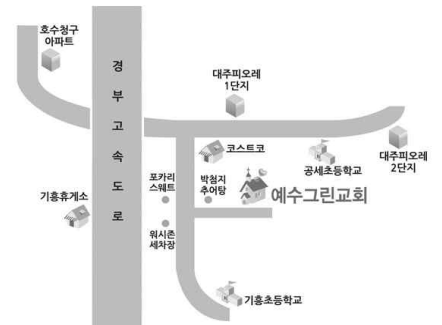 호수청구
아파트
경
부
고
속
도
로
대주피오레
1단지
코스트코
공세초등학교
대주피오레
2단지
포카리
스웨트
박첨지
추어탕
예수그린교회
기흥휴게소
워시존
세차장
기흥초등학교